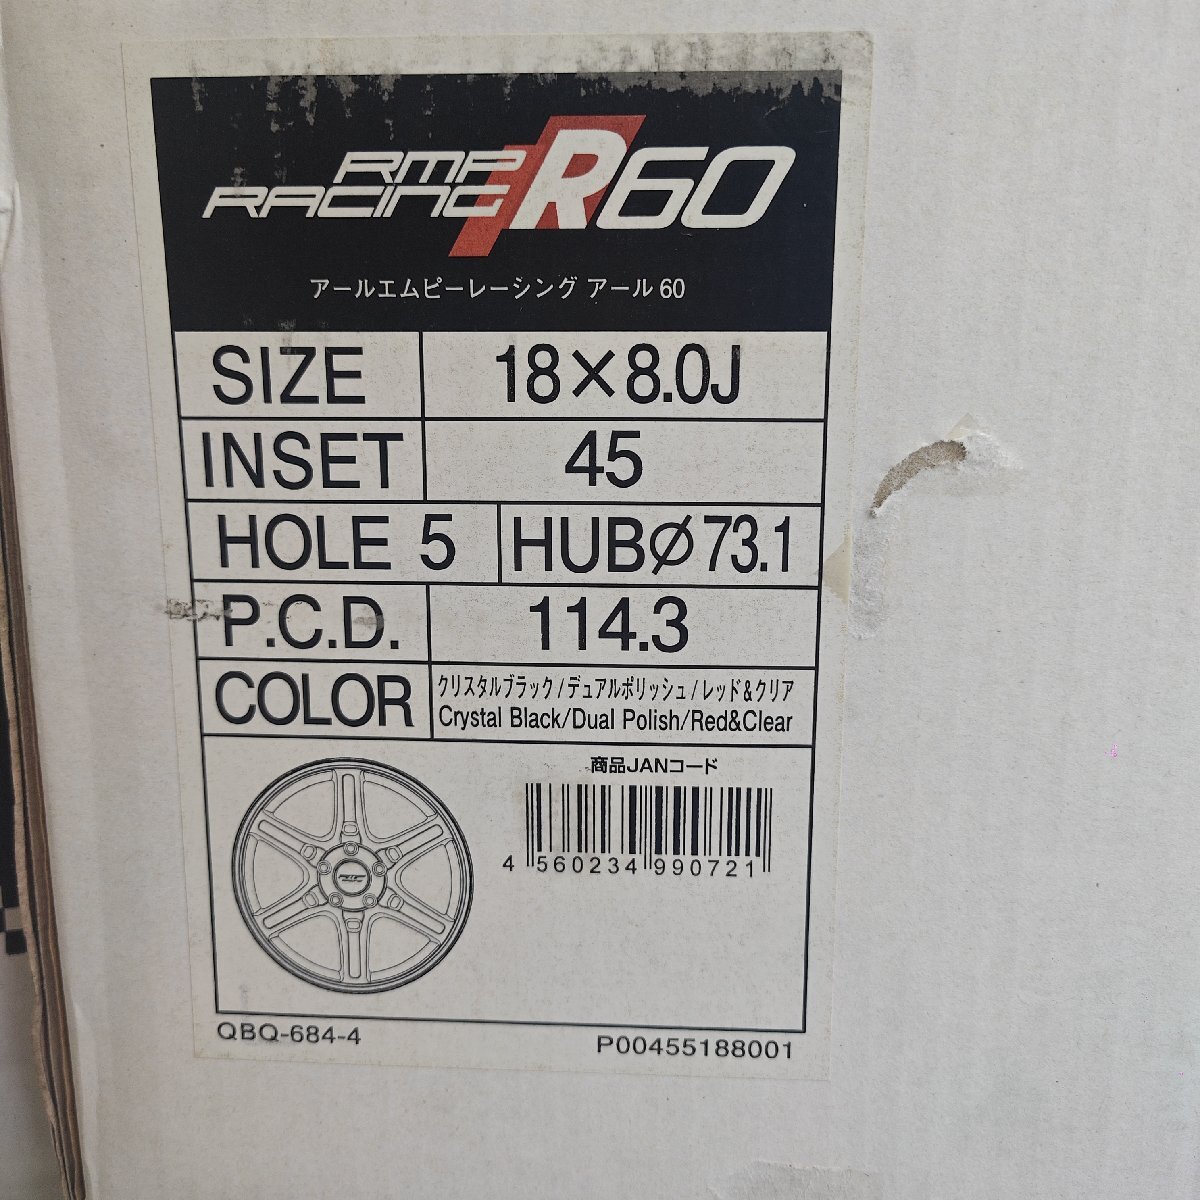 RMP
RACING R60
アールエムピーレーシング アール60
SIZE 18×8.0J
INSET 45
HOLE 5 HUBφ73.1
P.C.D. 114.3
COLOR クリスタルブラック/デュアルポリッシュ/レッド&クリア
Crystal Black/Dual Polish/Red&Clear
商品JANコード
4 560234 990721
QBQ-684-4
P00455188001